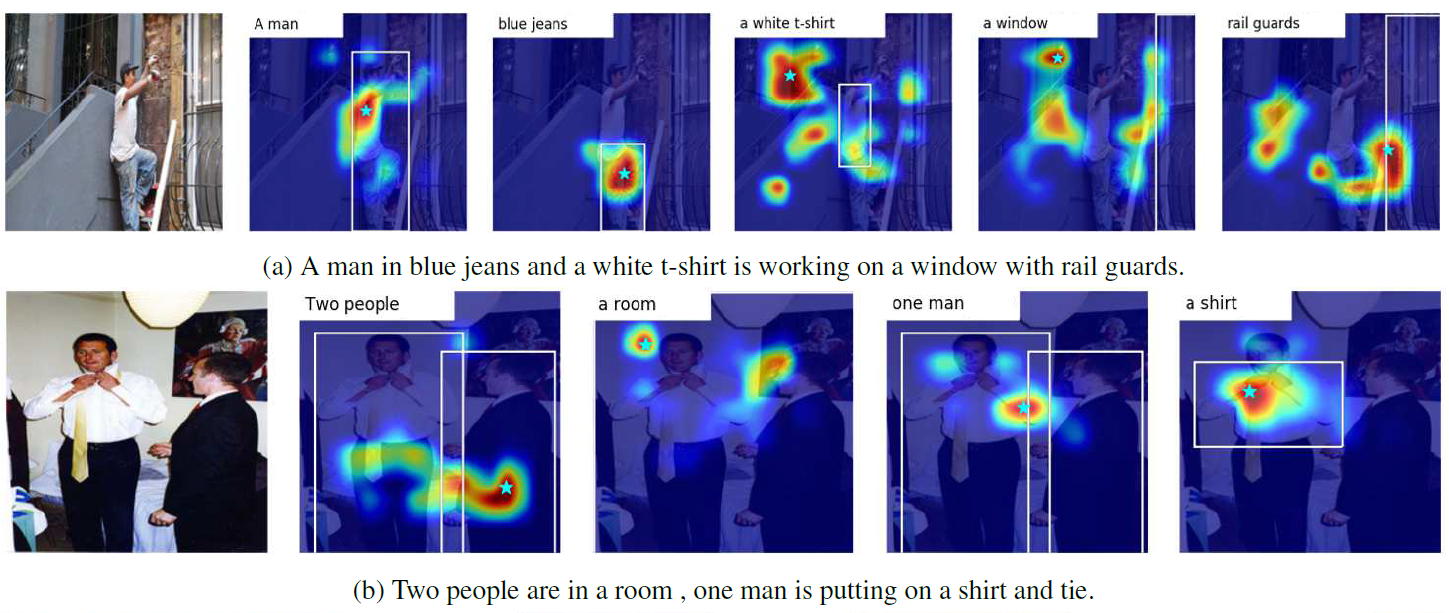 A man
blue jeans
a white t-shirt
a window
rail guards
(a) A man in blue jeans and a white t-shirt is working on a window with rail guards.
Two people
a room
one man
a shirt
(b) Two people are in a room , one man is putting on a shirt and tie.